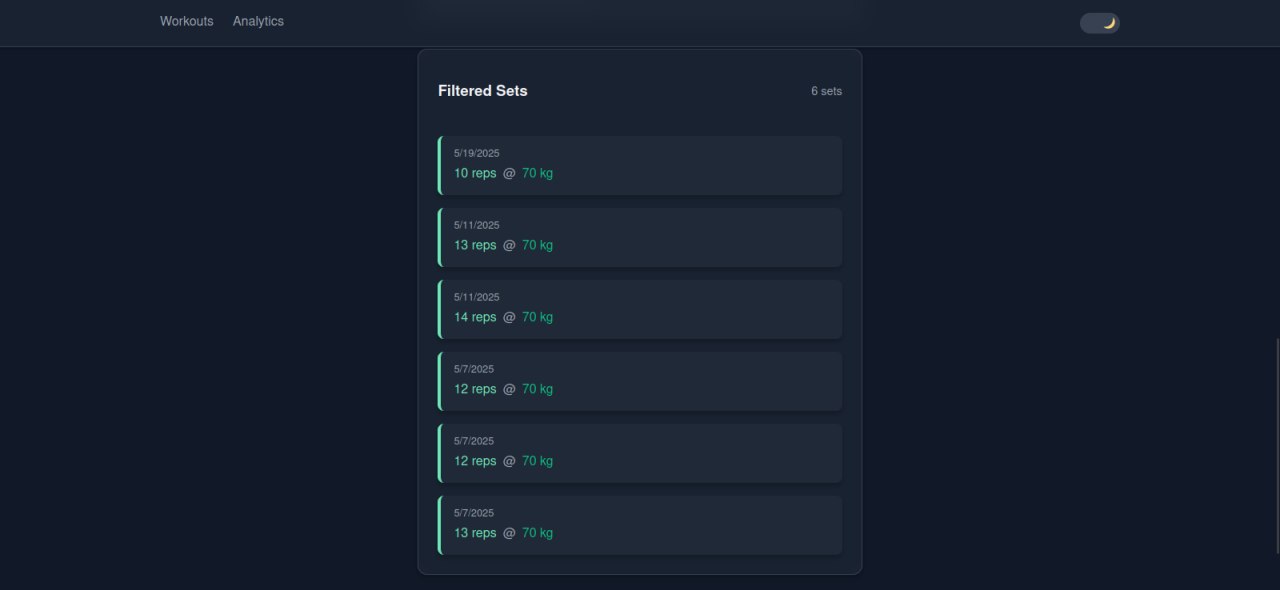 Workouts Analytics
Filtered Sets 6 sets
5/19/2025
10 reps @ 70 kg
5/11/2025
13 reps @ 70 kg
5/11/2025
14 reps @ 70 kg
5/7/2025
12 reps @ 70 kg
5/7/2025
12 reps @ 70 kg
5/7/2025
13 reps @ 70 kg